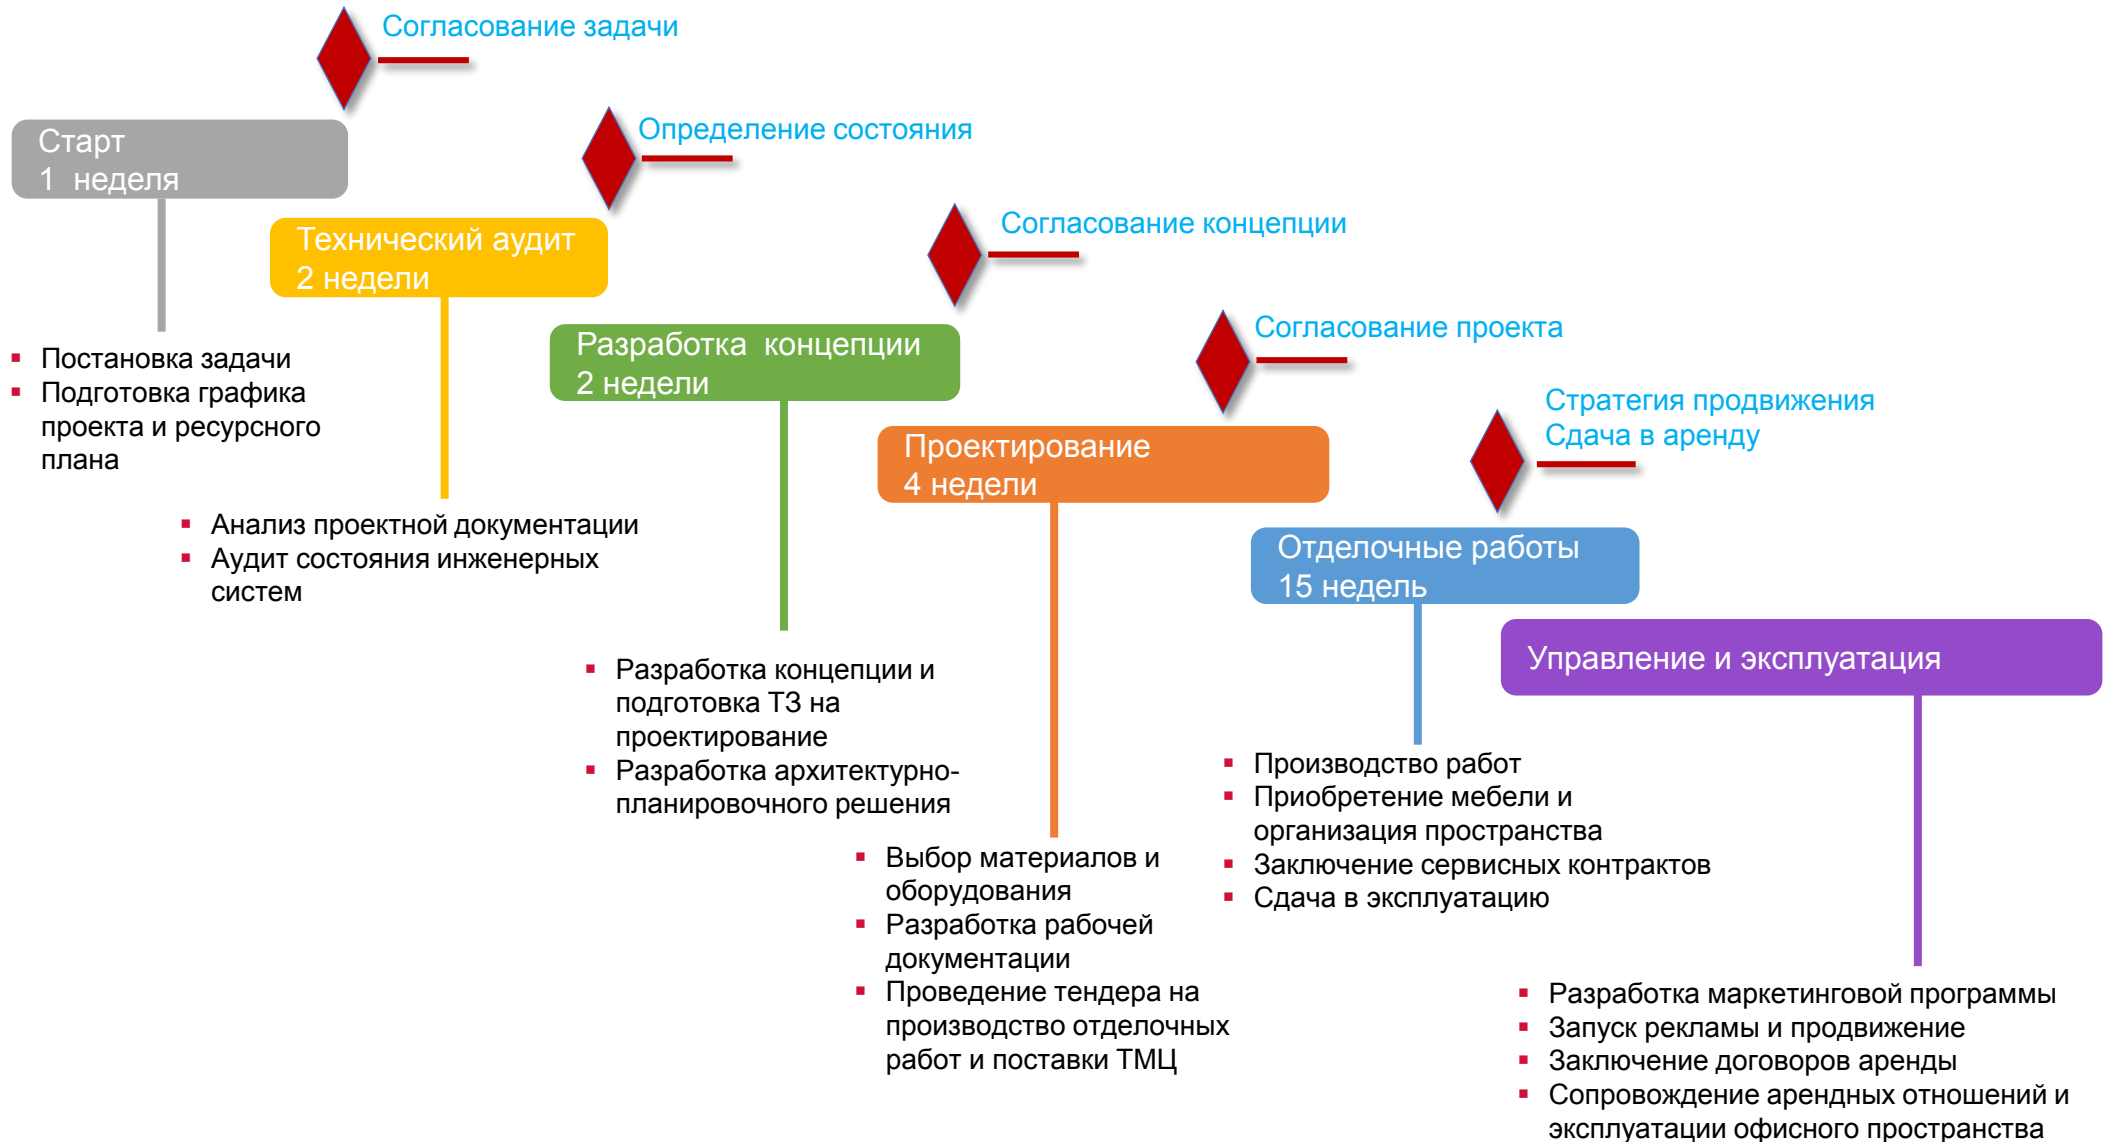 Согласование задачи
Старт
1 неделя
Постановка задачи
Подготовка графика
проекта и ресурсного
плана
Определение состояния
Технический аудит
2 недели
Анализ проектной документации
Аудит состояния инженерных
систем
Согласование концепции
Разработка концепции
2 недели
Разработка концепции и
подготовка ТЗ на
проектирование
Разработка архитектурно-
планировочного решения
Согласование проекта
Проектирование
4 недели
Выбор материалов и
оборудования
Разработка рабочей
документации
Проведение тендера на
производство отделочных
работ и поставки ТМЦ
Стратегия продвижения
Сдача в аренду
Отделочные работы
15 недель
Производство работ
Приобретение мебели и
организация пространства
Заключение сервисных контрактов
Сдача в эксплуатацию
Управление и эксплуатация
Разработка маркетинговой программы
Запуск рекламы и продвижение
Заключение договоров аренды
Сопровождение арендных отношений и
эксплуатации офисного пространства